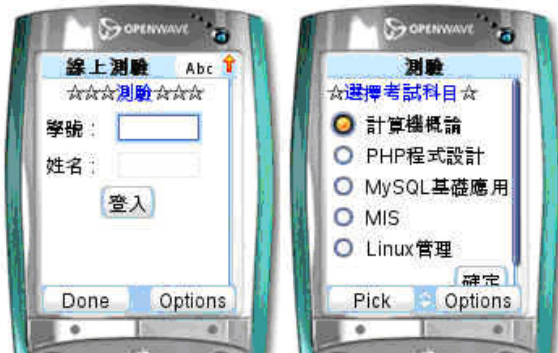 OPENWAVE
線上測驗 Abc
☆☆☆測驗☆☆☆
學號：
姓名：
登入
Done Options
OPENWAVE
測驗
☆選擇考試科目☆
計算機概論
PHP程式設計
MySQL基礎應用
MIS
Linux管理
確定
Pick Options